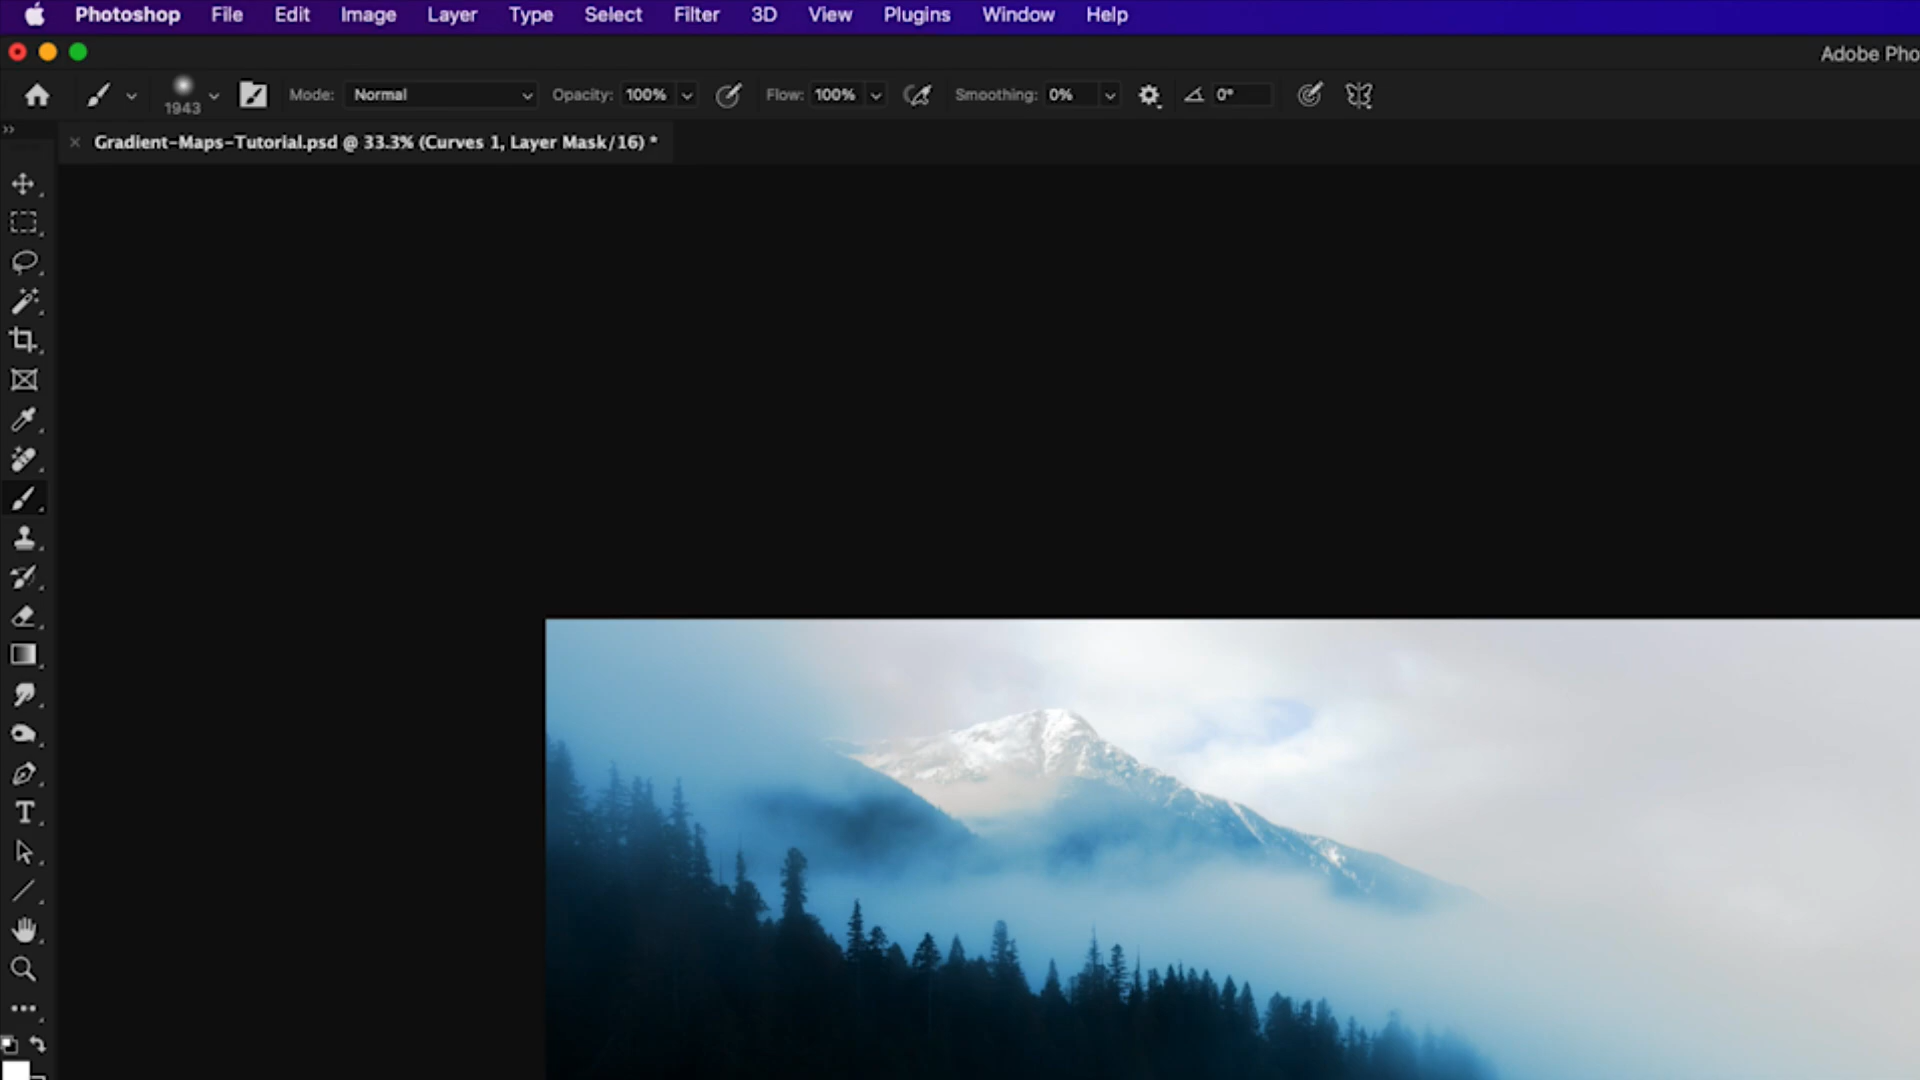 Photoshop File Edit Image Layer Type Select Filter 3D View Plugins Window Help
Adobe Pho
1943 Mode: Normal Opacity: 100% Flow: 100% Smoothing: 0% 0°
Gradient-Maps-Tutorial.psd @ 33.3% (Curves 1, Layer Mask/16) *